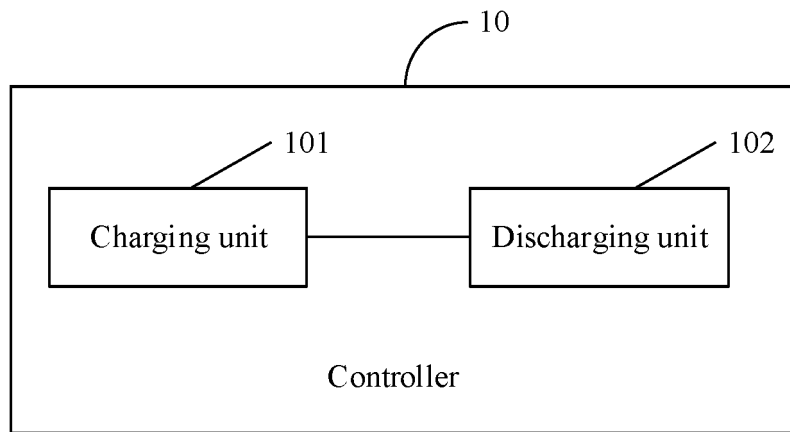 10
101
102
Charging unit
Discharging unit
Controller